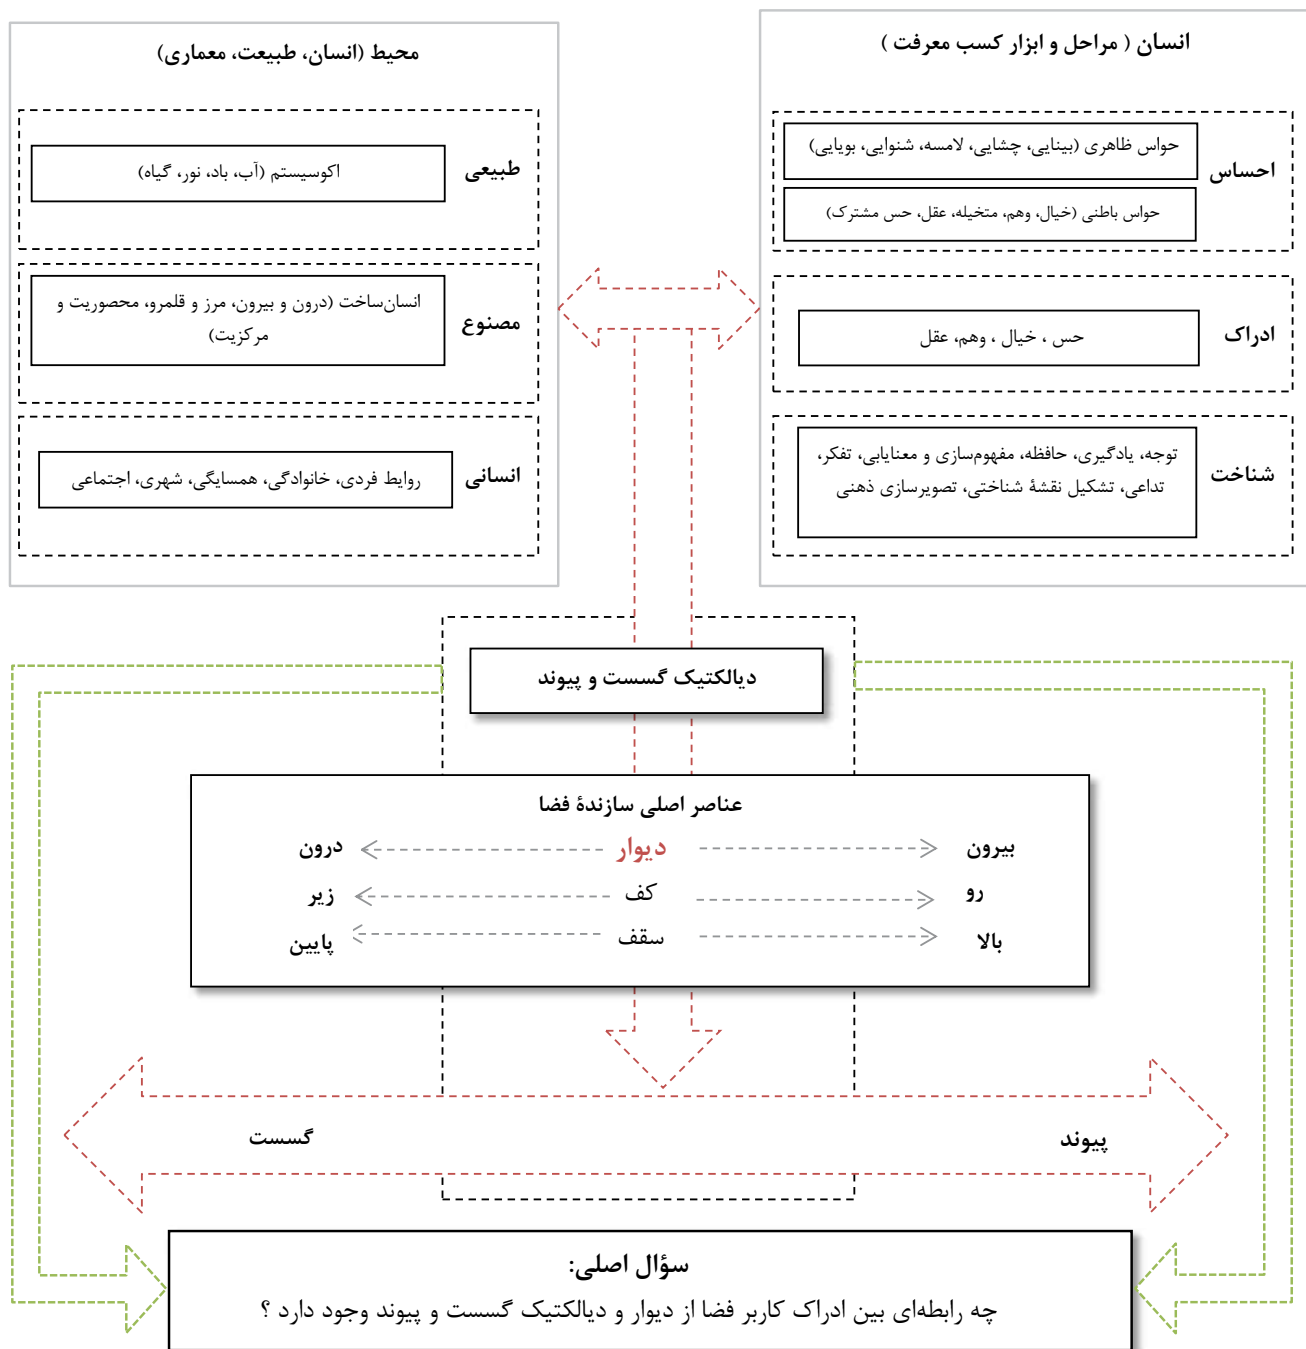 انسان ( مراحل و ابزار کسب معرفت )
احساس
حواس ظاهری (بینایی، چشایی، لامسه، شنوایی، بویایی)
حواس باطنی (خیال، وهم، متخیله، عقل، حس مشترک)
ادراک
حس ، خیال ، وهم، عقل
شناخت
توجه، یادگیری، حافظه، مفهوم‌سازی و معنایابی، تفکر،
تداعی، تشکیل نقشۀ شناختی، تصویرسازی ذهنی
محیط (انسان، طبیعت، معماری)
طبیعی
اکوسیستم (آب، باد، نور، گیاه)
مصنوع
انسان‌ساخت (درون و بیرون، مرز و قلمرو، محصوریت و
مرکزیت)
انسانی
روابط فردی، خانوادگی، همسایگی، شهری، اجتماعی
دیالکتیک گسست و پیوند
عناصر اصلی سازندۀ فضا
بیرون دیوار درون
رو کف زیر
بالا سقف پایین
پیوند گسست
سؤال اصلی:
چه رابطه‌ای بین ادراک کاربر فضا از دیوار و دیالکتیک گسست و پیوند وجود دارد ؟